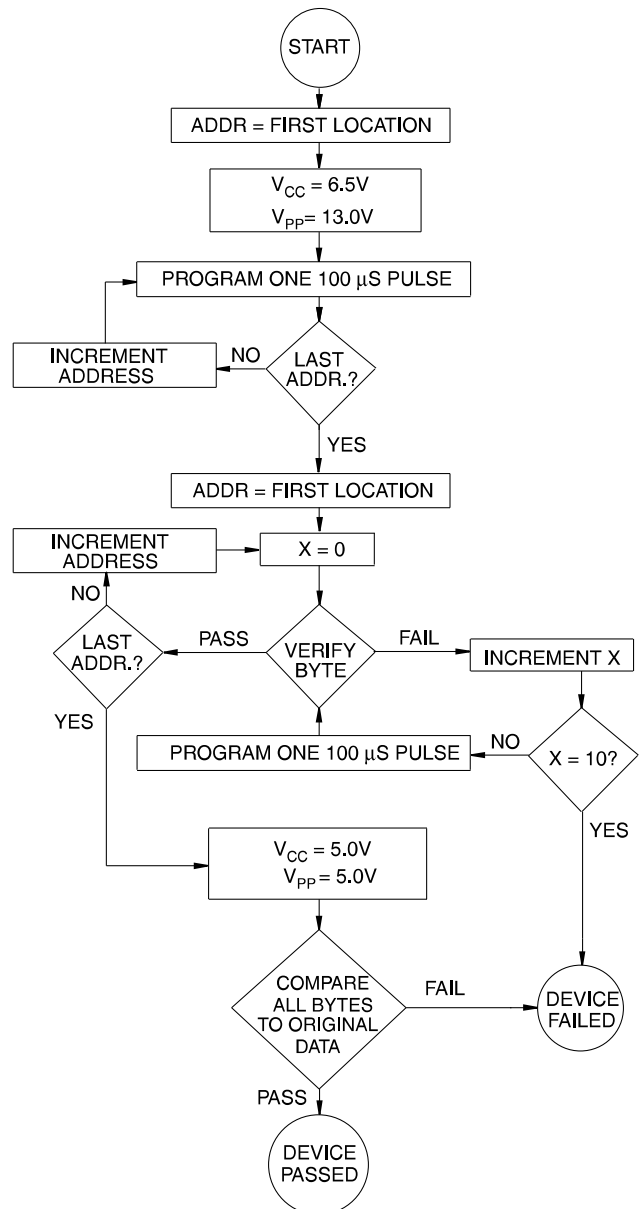 START
ADDR = FIRST LOCATION
VCC = 6.5V
VPP= 13.0V
PROGRAM ONE 100 μS PULSE
INCREMENT
ADDRESS
NO
LAST
ADDR.?
YES
ADDR = FIRST LOCATION
INCREMENT
ADDRESS
X = 0
NO
LAST
ADDR.?
PASS
VERIFY
BYTE
FAIL
INCREMENT X
YES
PROGRAM ONE 100 μS PULSE
NO
X = 10?
YES
VCC = 5.0V
VPP = 5.0V
COMPARE
ALL BYTES
TO ORIGINAL
DATA
FAIL
DEVICE
FAILED
PASS
DEVICE
PASSED